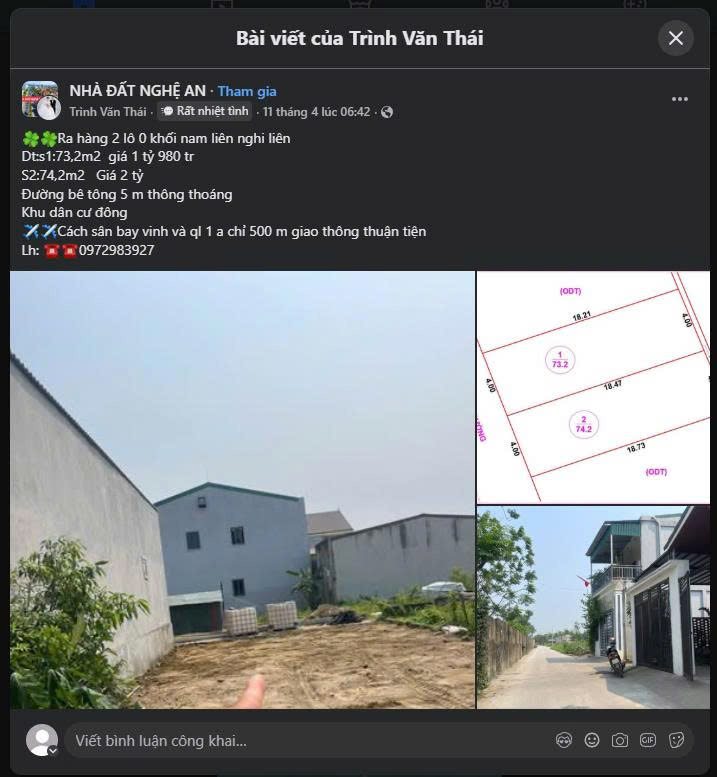 Bài viết của Trình Văn Thái
NHÀ ĐẤT NGHỆ AN · Tham gia
Trình Văn Thái · Rất nhiệt tình · 11 tháng 4 lúc 06:42 ·
🍀🍀Ra hàng 2 lô 0 khối nam liên nghi liên
Dt:s1:73,2m2 giá 1 tỷ 980 tr
S2:74,2m2 Giá 2 tỷ
Đường bê tông 5 m thông thoáng
Khu dân cư đông
✈️✈️Cách sân bay vinh và ql 1 a chỉ 500 m giao thông thuận tiện
Lh: ☎️☎️0972983927
(ODT)
18.21
4.00
1
73.2
4.00
18.47
2
74.2
4.00
18.73
(ODT)
Viết bình luận công khai...
GIF